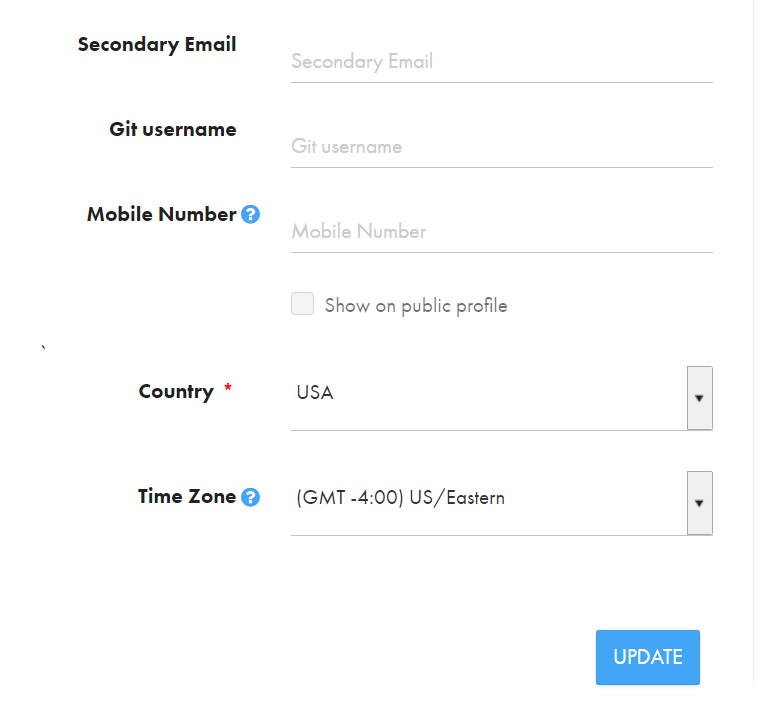 Secondary Email
Secondary Email
Git username
Git username
Mobile Number ?
Mobile Number
Show on public profile
`
Country *
USA
Time Zone ?
(GMT -4:00) US/Eastern
UPDATE